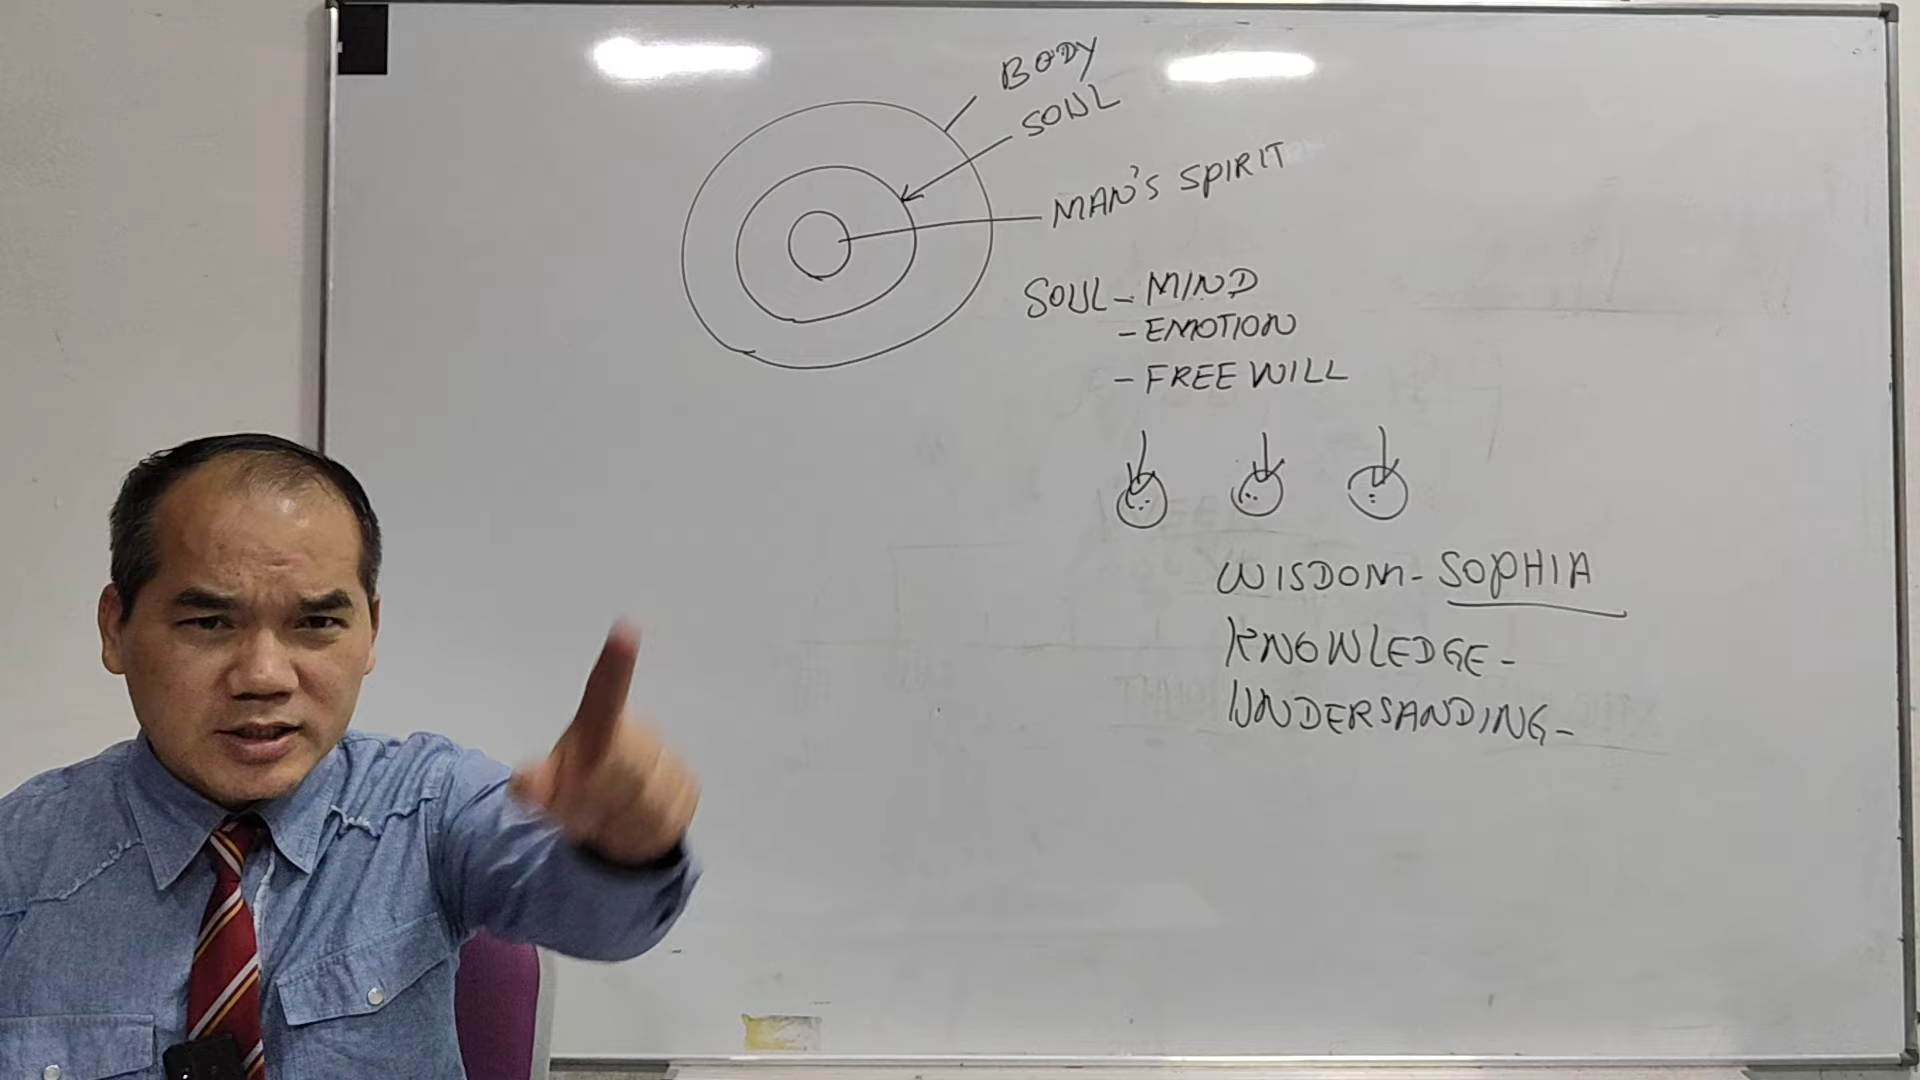 BODY
SOUL
MAN'S SPIRIT
SOUL - MIND
- EMOTION
- FREE WILL
WISDOM - SOPHIA
KNOWLEDGE -
UNDERSANDING -